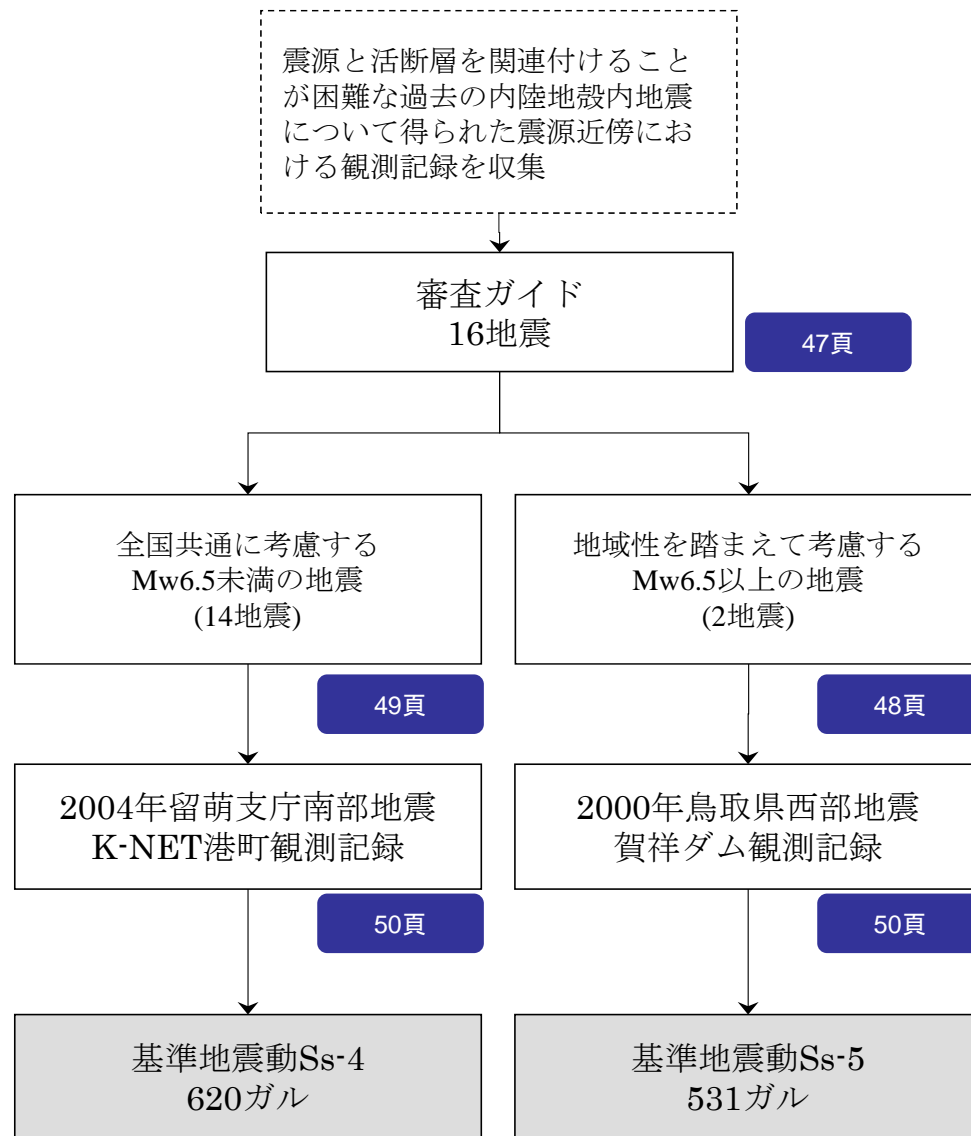 震源と活断層を関連付けること
が困難な過去の内陸地殻内地震
について得られた震源近傍にお
ける観測記録を収集
審査ガイド
16地震
47頁
全国共通に考慮する
Mw6.5未満の地震
(14地震)
地域性を踏まえて考慮する
Mw6.5以上の地震
(2地震)
49頁
48頁
2004年留萌支庁南部地震
K-NET港町観測記録
2000年鳥取県西部地震
賀祥ダム観測記録
50頁
50頁
基準地震動Ss-4
620ガル
基準地震動Ss-5
531ガル